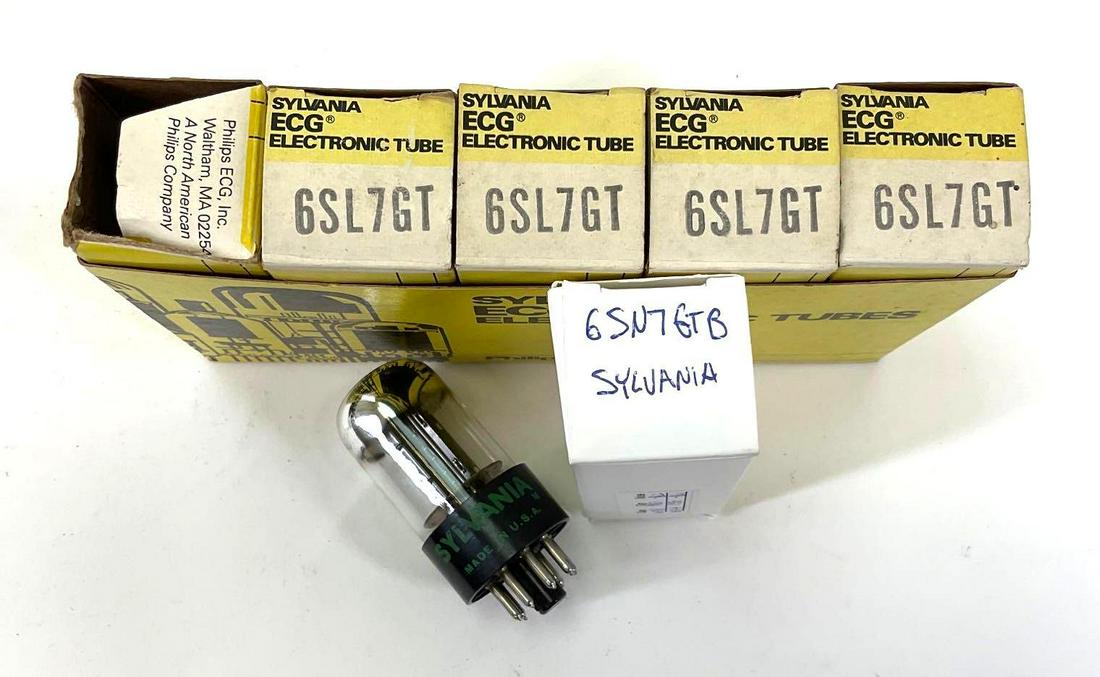 Philips ECG, Inc.
Waltham, MA 02254
A North American
Philips Company
SYLVANIA
ECG®
ELECTRONIC TUBE
6SL7GT
SYLVANIA
ECG®
ELECTRONIC TUBE
6SL7GT
SYLVANIA
ECG®
ELECTRONIC TUBE
6SL7GT
SYLVANIA
ECG®
ELECTRONIC TUBE
6SL7GT
TUBES
6SN7GTB
SYLVANIA
SYLVANIA
MADE IN U.S.A.